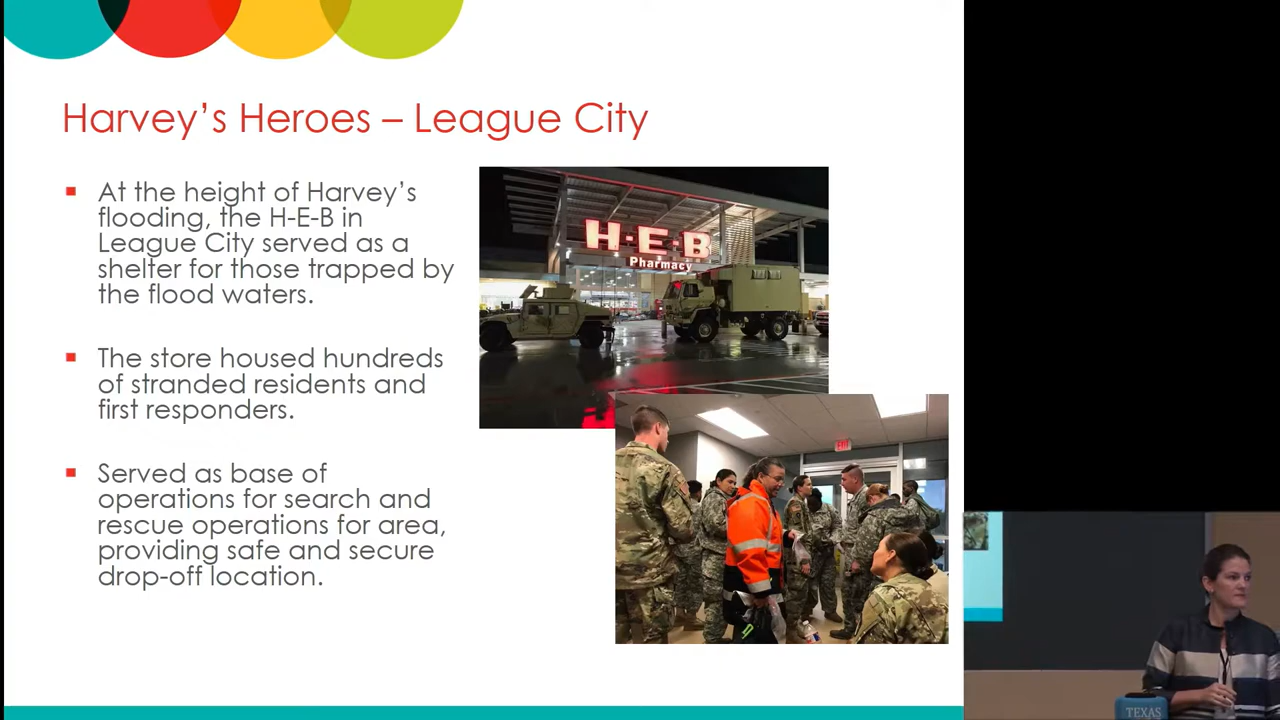 Harvey's Heroes – League City
At the height of Harvey's
flooding, the H-E-B in
League City served as a
shelter for those trapped by
the flood waters.
The store housed hundreds
of stranded residents and
first responders.
Served as base of
operations for search and
rescue operations for area,
providing safe and secure
drop-off location.
H·E·B
Pharmacy
EXIT
TEXAS